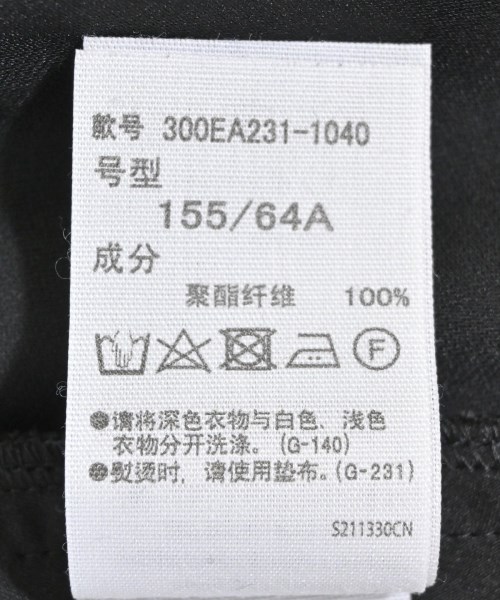 款号 300EA231-1040
号型
155/64A
成分
聚酯纤维 100%
F
●请将深色衣物与白色、浅色
衣物分开洗涤。(G-140)
●熨烫时, 请使用垫布。(G-231)
S211330CN